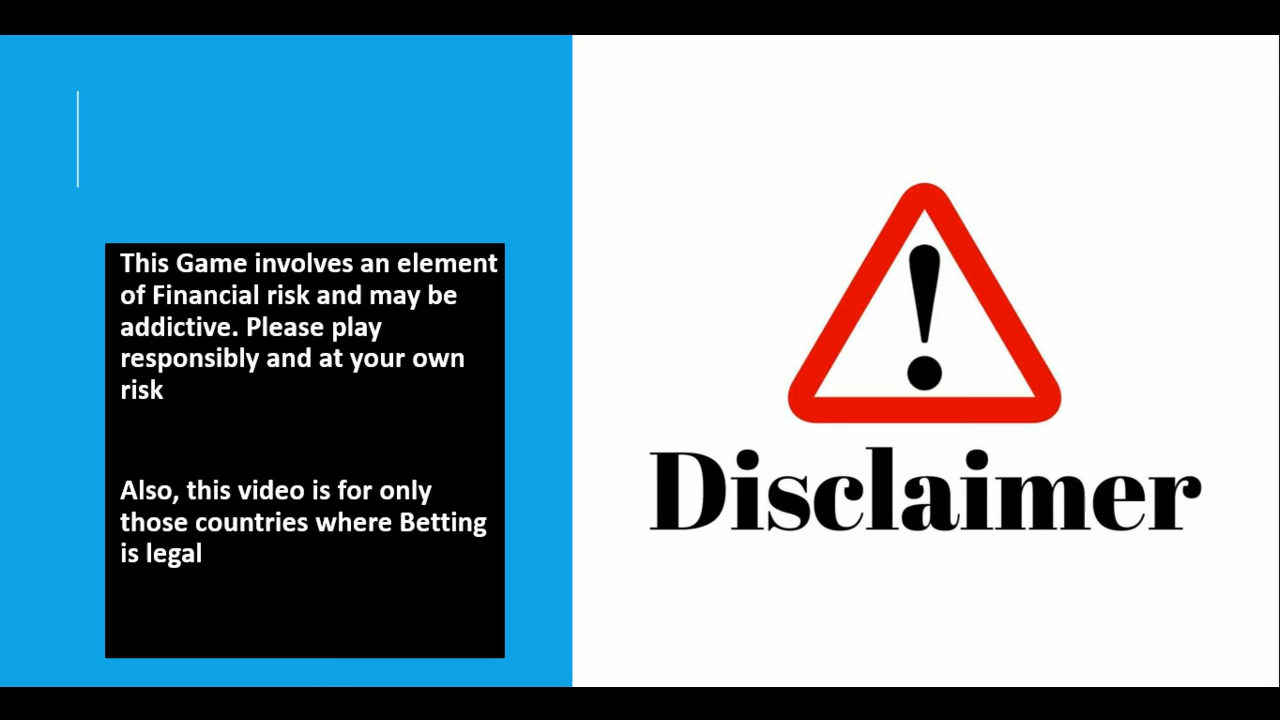 This Game involves an element
of Financial risk and may be
addictive. Please play
responsibly and at your own
risk
Also, this video is for only
those countries where Betting
is legal
Disclaimer